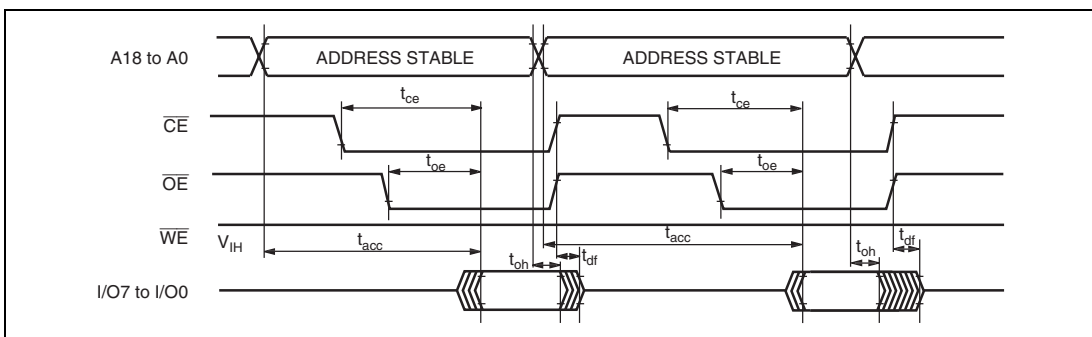 A18 to A0
ADDRESS STABLE
ADDRESS STABLE
tce
tce
CE
toe
toe
OE
WE
VIH
tacc
tacc
toh
tdf
toh
tdf
I/O7 to I/O0